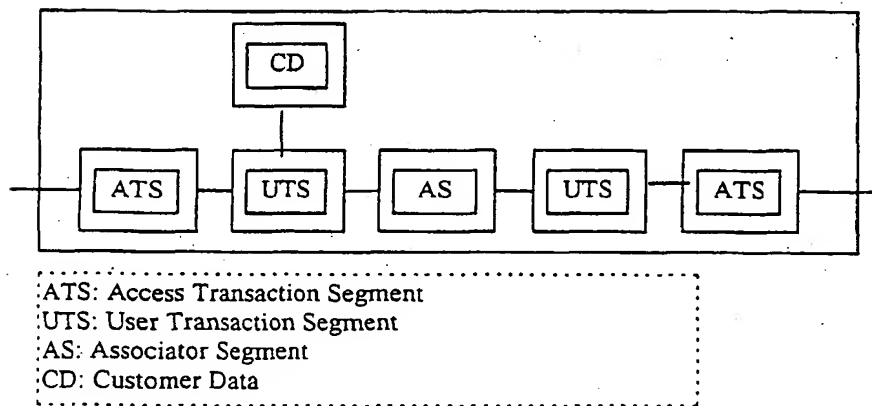 CD
ATS UTS AS UTS ATS
ATS: Access Transaction Segment
UTS: User Transaction Segment
AS: Associator Segment
CD: Customer Data